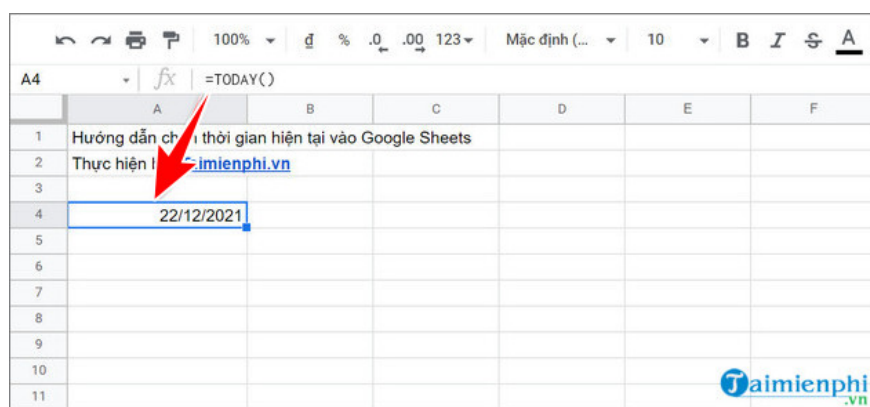 100% đ % .0 .00 123 Mặc định (... 10 B I S A
A4 fx =TODAY()
A B C D E F
1 Hướng dẫn thời gian hiện tại vào Google Sheets
2 Thực hiện imienphi.vn
3
4 22/12/2021
5
6
7
8
9
10
11
Taimienphi
.vn